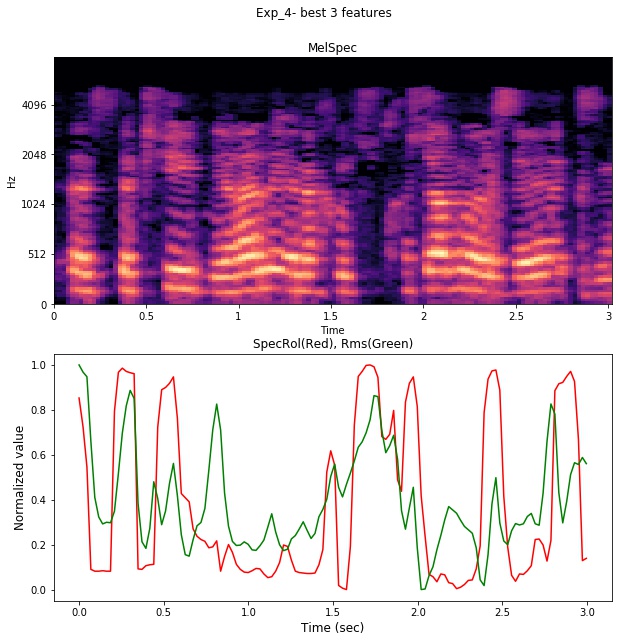 Exp_4- best 3 features
MelSpec
4096
2048
1024
512
0
Hz
0 0.5 1 1.5 2 2.5 3
Time
SpecRol(Red), Rms(Green)
1.0
0.8
0.6
0.4
0.2
0.0
Normalized value
0.0 0.5 1.0 1.5 2.0 2.5 3.0
Time (sec)